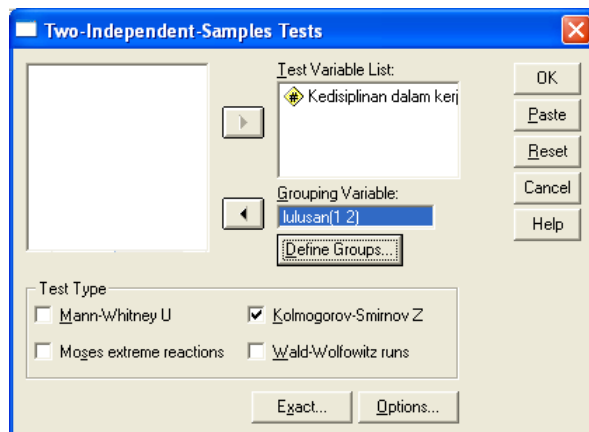 Two-Independent-Samples Tests
Test Variable List:
Kedisiplinan dalam kerj
Grouping Variable:
lulusan(1 2)
Define Groups...
OK
Paste
Reset
Cancel
Help
Test Type
Mann-Whitney U
Kolmogorov-Smirnov Z
Moses extreme reactions
Wald-Wolfowitz runs
Exact...
Options...